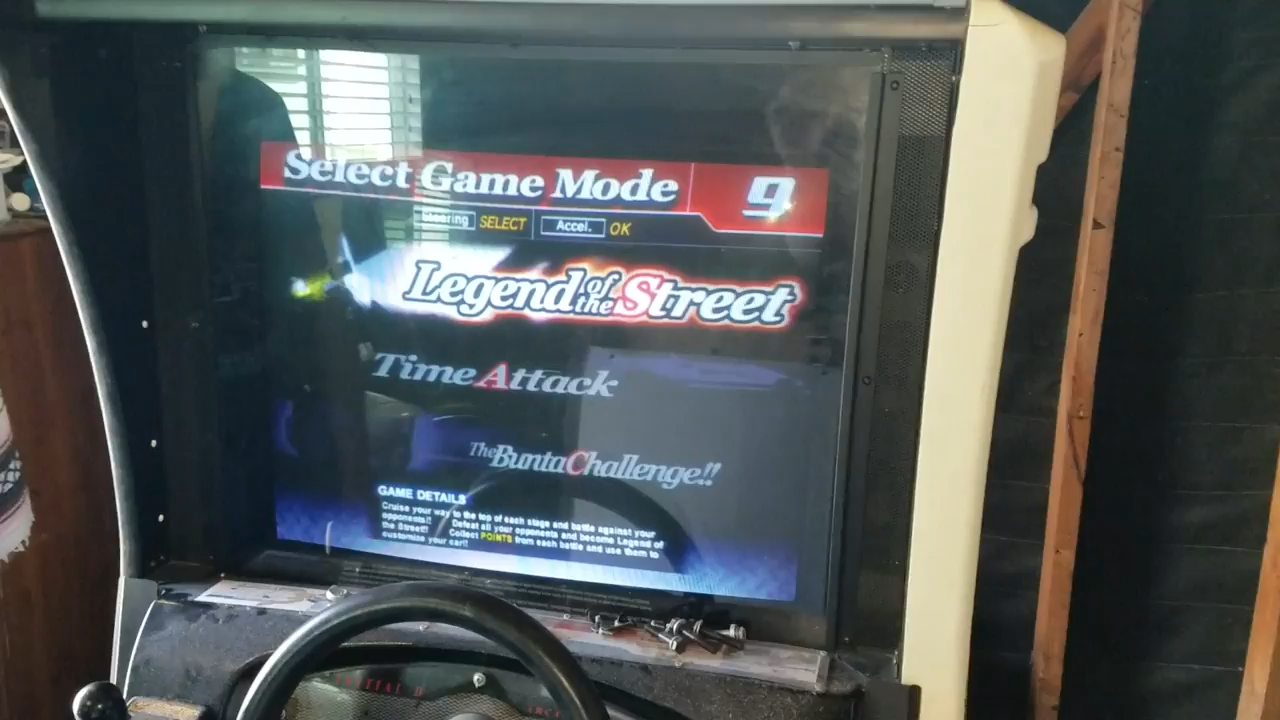 Select Game Mode 9
Steering SELECT Accel. OK
Legend of the Street
Time Attack
The Bunta Challenge!!
GAME DETAILS
Cruise your way to the top of each stage and battle against your
opponents!! Defeat all your opponents and become Legend of
the Street!! Collect POINTS from each battle and use them to
customise your car!!
INITIAL D